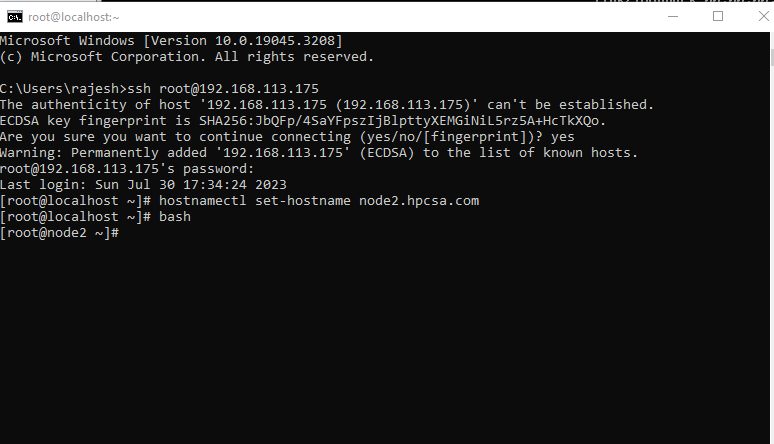 root@localhost:~
Microsoft Windows [Version 10.0.19045.3208]
(c) Microsoft Corporation. All rights reserved.
C:\Users\rajesh>ssh root@192.168.113.175
The authenticity of host '192.168.113.175 (192.168.113.175)' can't be established.
ECDSA key fingerprint is SHA256:JbQFp/4SaYFpszIjBlpttyXEMGiNiL5rz5A+HcTkXQo.
Are you sure you want to continue connecting (yes/no/[fingerprint])? yes
Warning: Permanently added '192.168.113.175' (ECDSA) to the list of known hosts.
root@192.168.113.175's password:
Last login: Sun Jul 30 17:34:24 2023
[root@localhost ~]# hostnamectl set-hostname node2.hpcsa.com
[root@localhost ~]# bash
[root@node2 ~]#